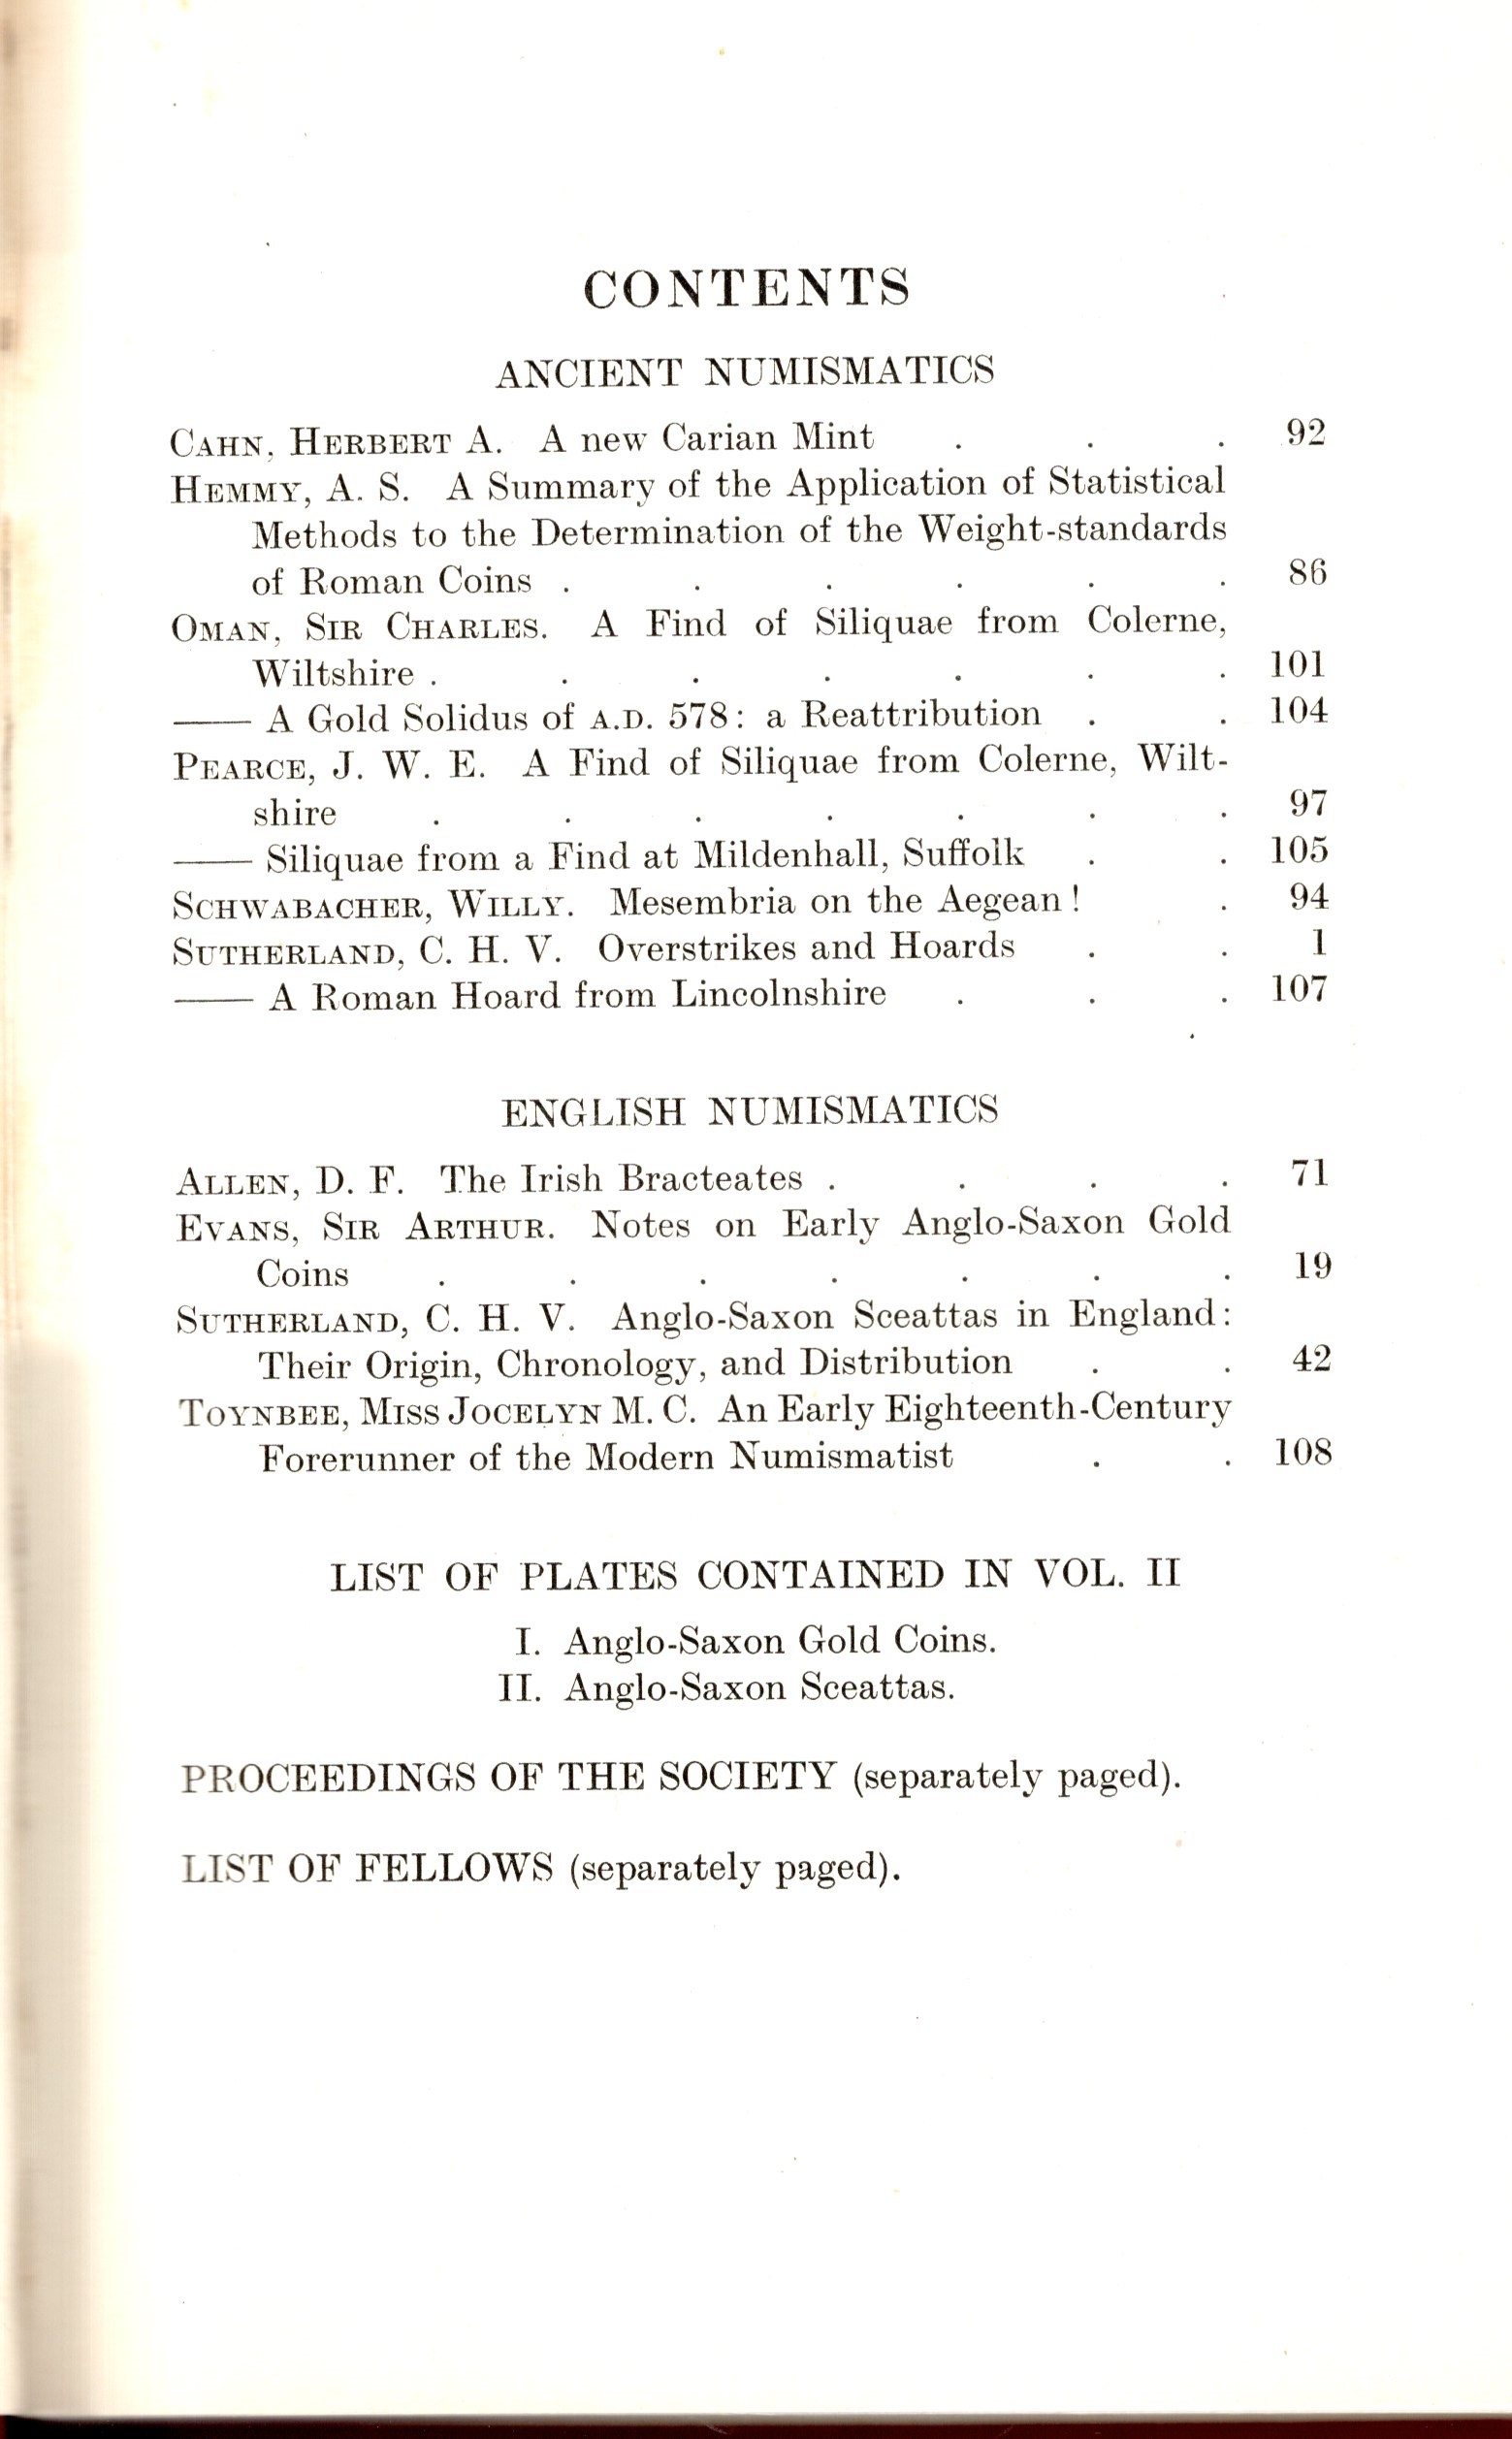 CONTENTS
ANCIENT NUMISMATICS
CAHN, HERBERT A. A new Carian Mint . . . 92
HEMMY, A. S. A Summary of the Application of Statistical
Methods to the Determination of the Weight-standards
of Roman Coins . . . . . . 86
OMAN, SIR CHARLES. A Find of Siliquae from Colerne,
Wiltshire . . . . . . . 101
—— A Gold Solidus of A.D. 578: a Reattribution . . 104
PEARCE, J. W. E. A Find of Siliquae from Colerne, Wilt-
shire . . . . . . . 97
—— Siliquae from a Find at Mildenhall, Suffolk . . 105
SCHWABACHER, WILLY. Mesembria on the Aegean! . 94
SUTHERLAND, C. H. V. Overstrikes and Hoards . . 1
—— A Roman Hoard from Lincolnshire . . . 107
ENGLISH NUMISMATICS
ALLEN, D. F. The Irish Bracteates . . . . 71
EVANS, SIR ARTHUR. Notes on Early Anglo-Saxon Gold
Coins . . . . . . . 19
SUTHERLAND, C. H. V. Anglo-Saxon Sceattas in England:
Their Origin, Chronology, and Distribution . . 42
TOYNBEE, MISS JOCELYN M. C. An Early Eighteenth-Century
Forerunner of the Modern Numismatist . . 108
LIST OF PLATES CONTAINED IN VOL. II
I. Anglo-Saxon Gold Coins.
II. Anglo-Saxon Sceattas.
PROCEEDINGS OF THE SOCIETY (separately paged).
LIST OF FELLOWS (separately paged).